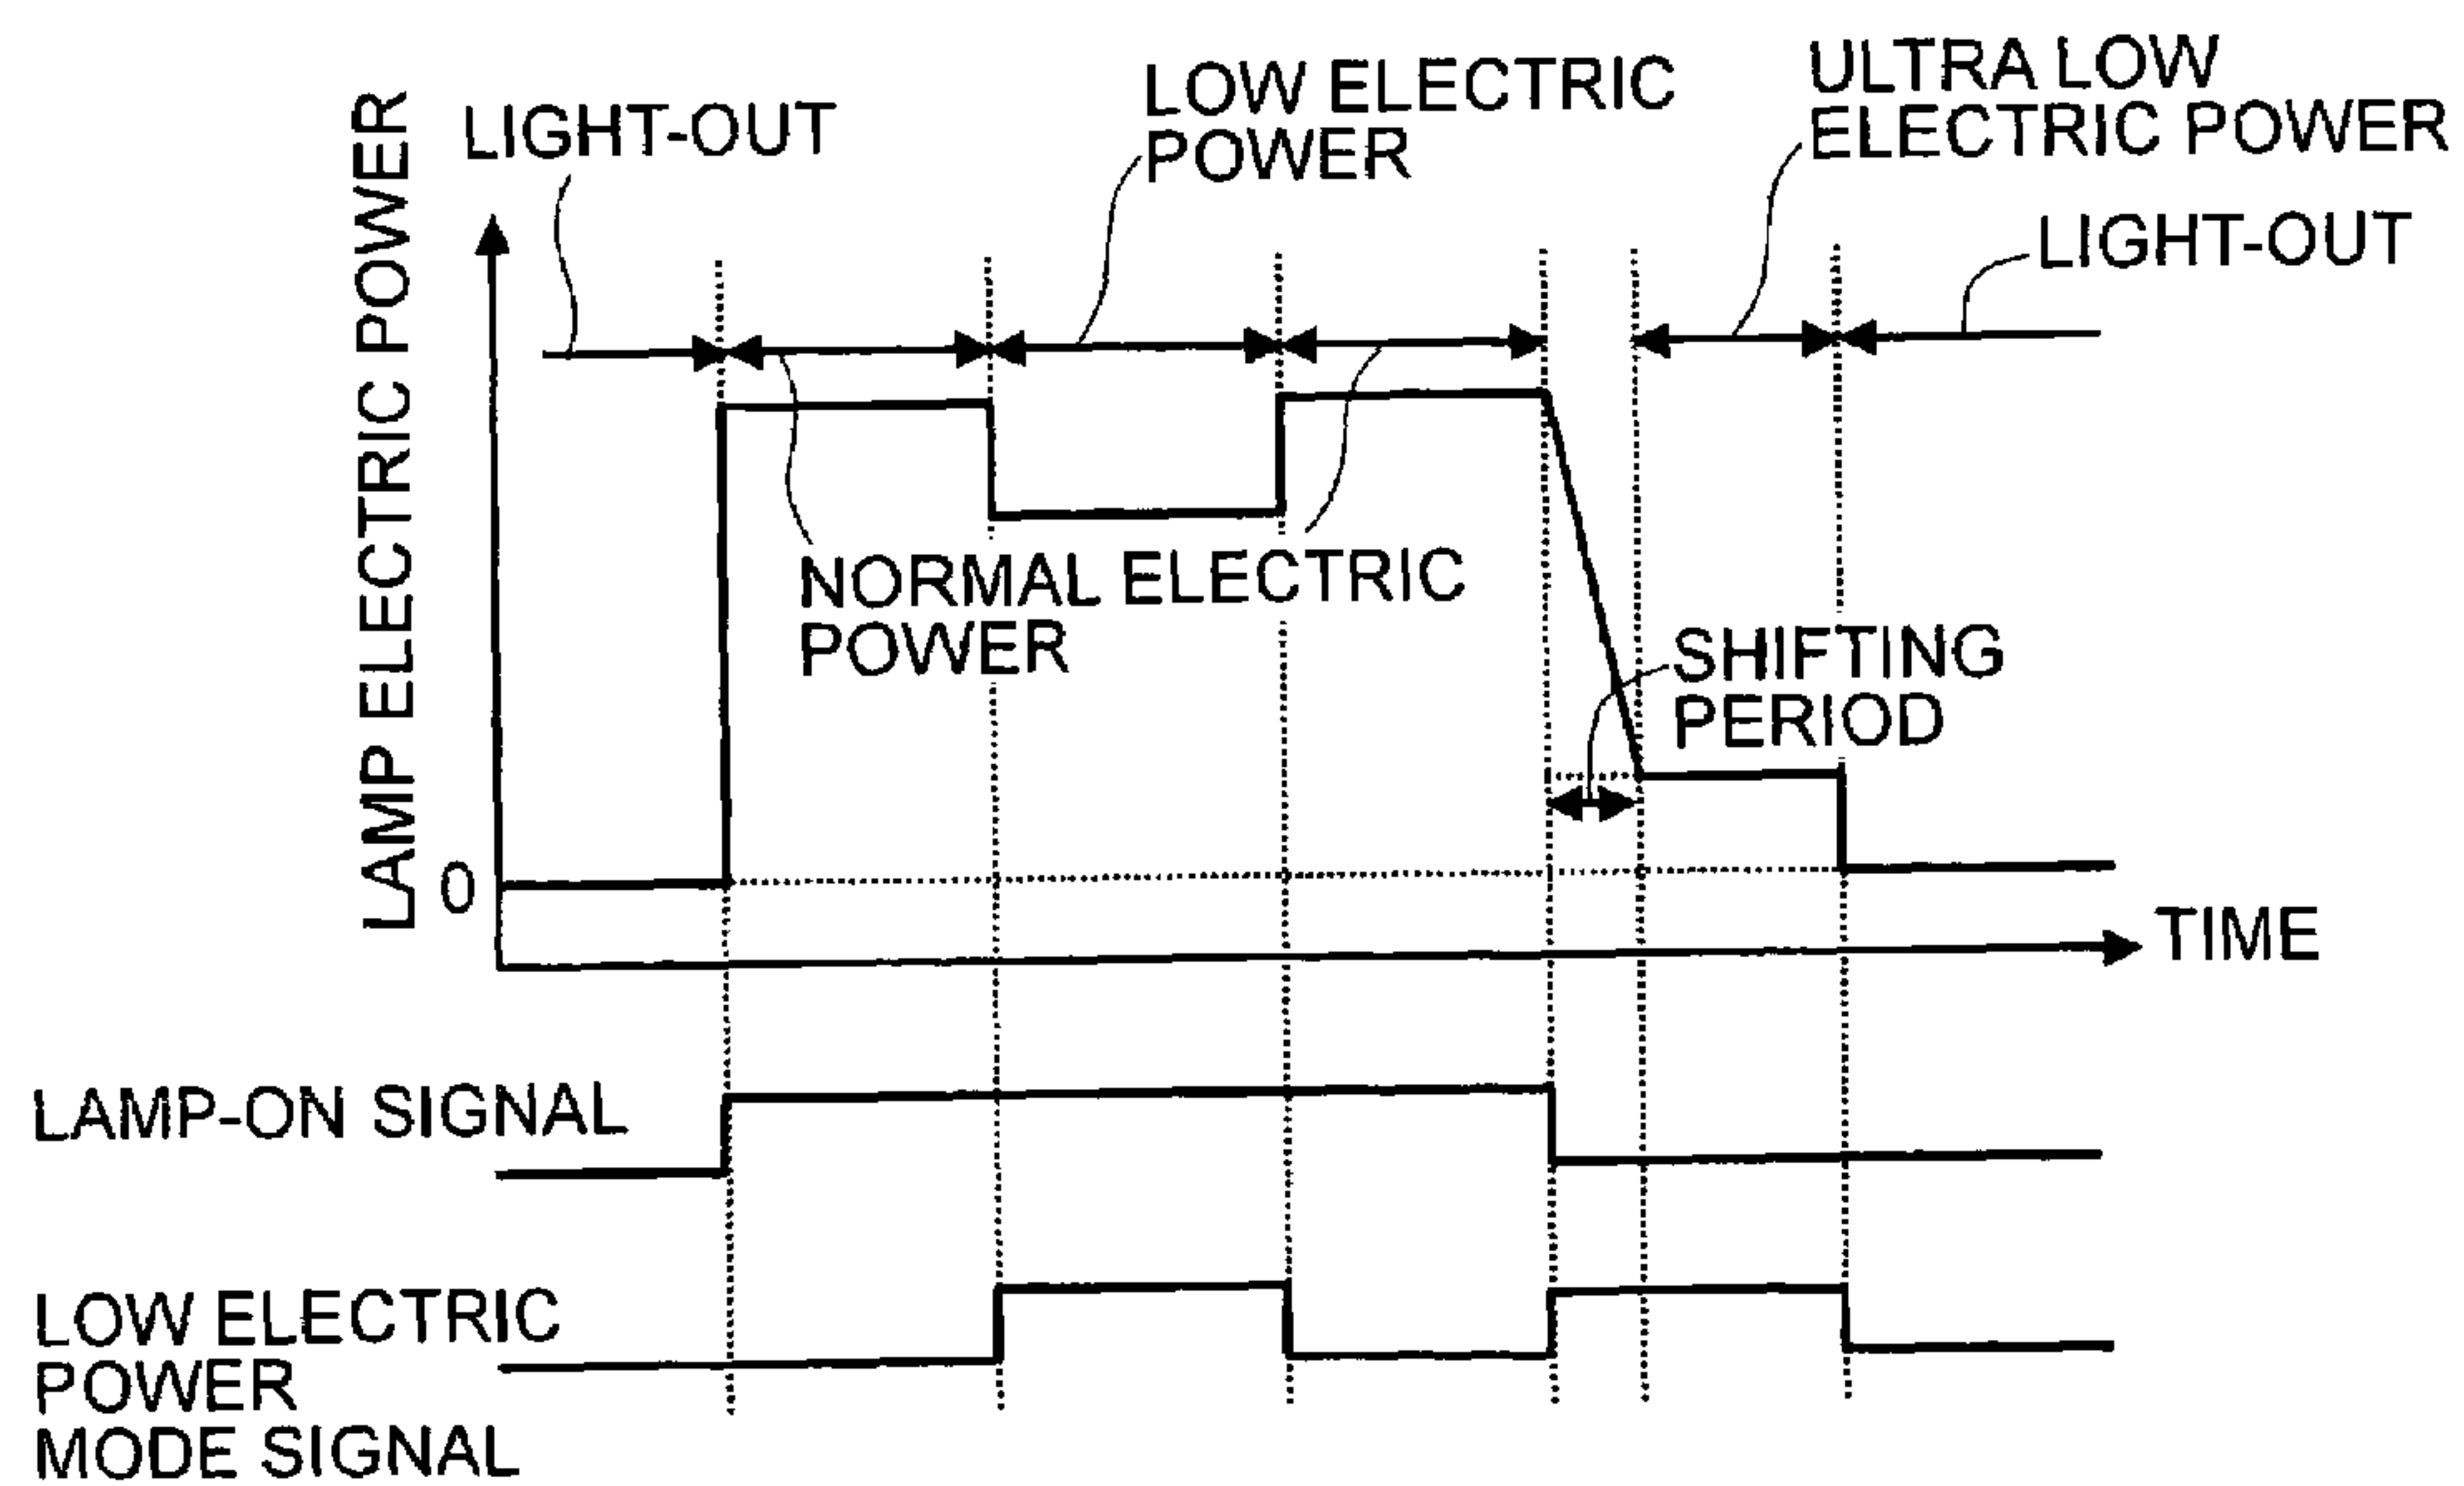 LAMP ELECTRIC POWER
LIGHT-OUT
LOW ELECTRIC
POWER
ULTRA LOW
ELECTRIC POWER
LIGHT-OUT
NORMAL ELECTRIC
POWER
SHIFTING
PERIOD
0
TIME
LAMP-ON SIGNAL
LOW ELECTRIC
POWER
MODE SIGNAL